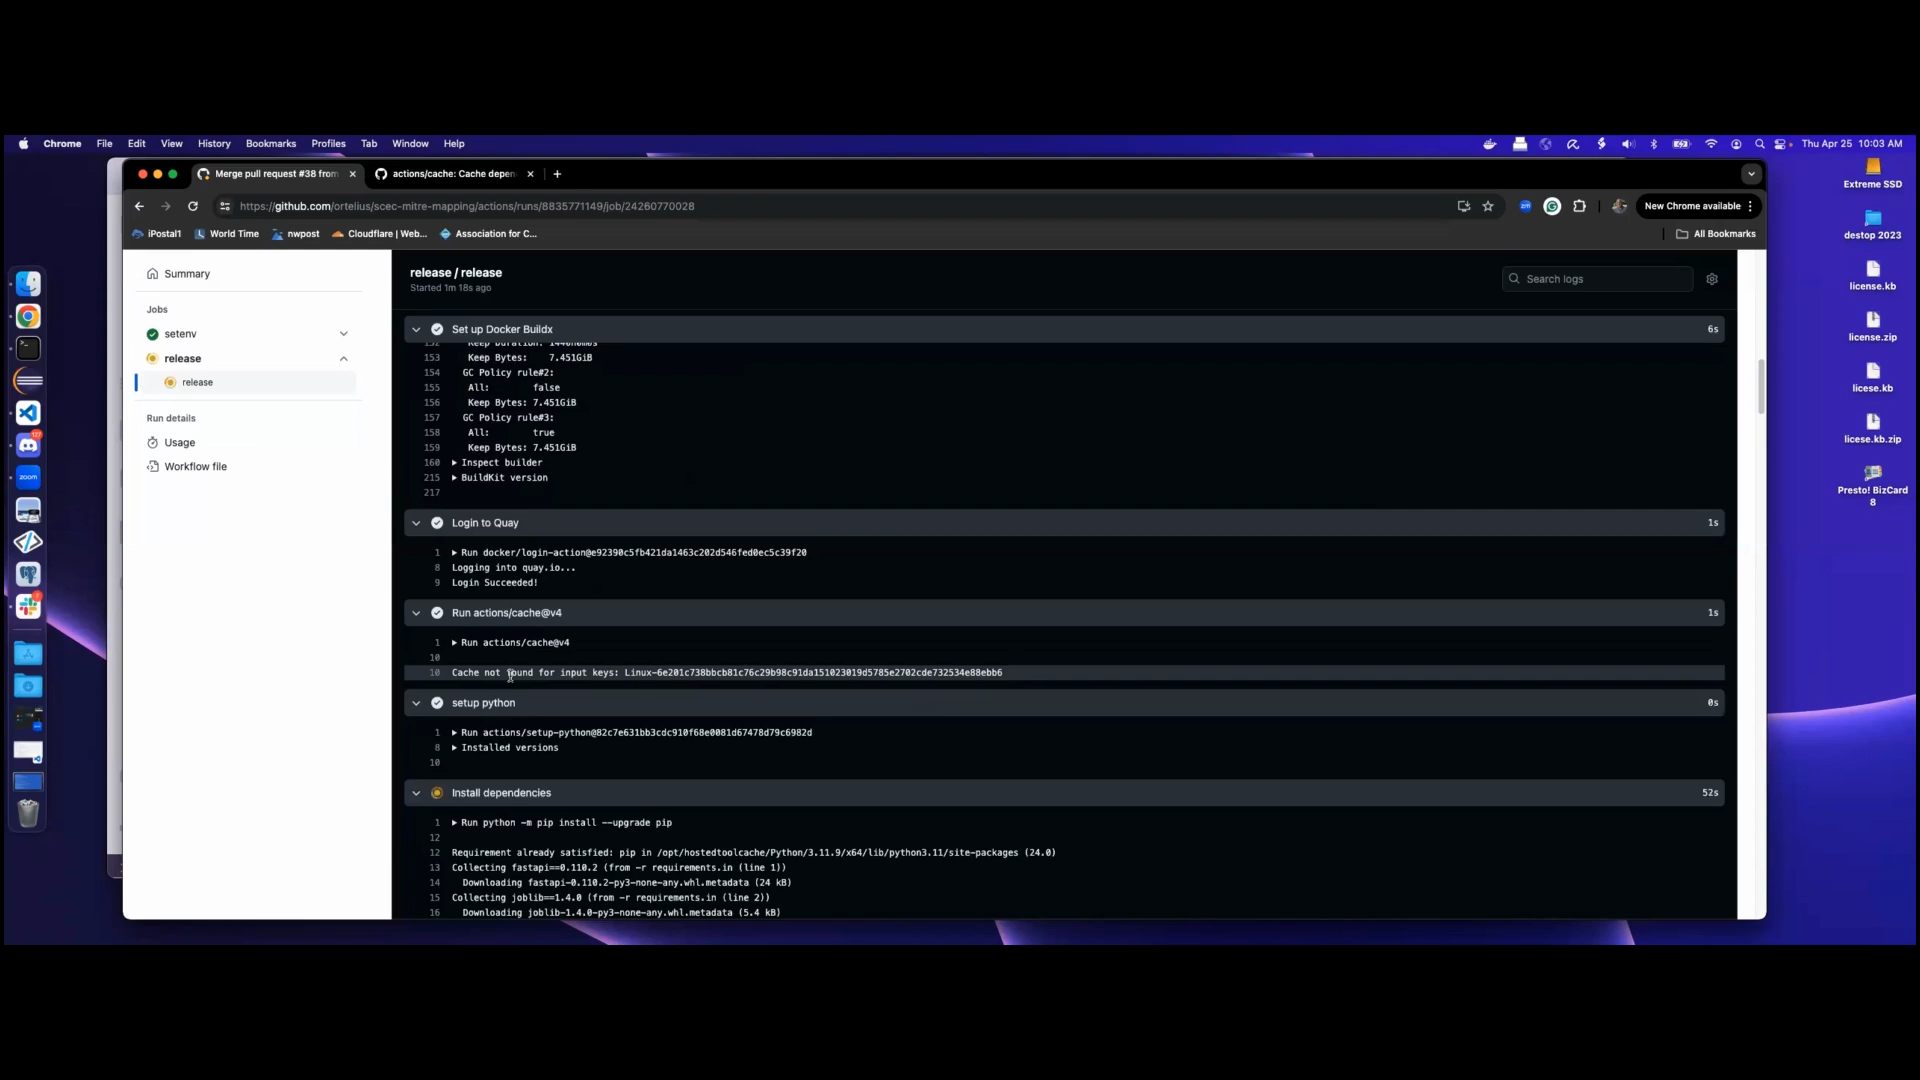 Chrome File Edit View History Bookmarks Profiles Tab Window Help
Thu Apr 25 10:03 AM
Merge pull request #38 from
actions/cache: Cache depen
https://github.com/ortelius/scec-mitre-mapping/actions/runs/8835771149/job/24260770028
New Chrome available
iPostal1
World Time
nwpost
Cloudflare | Web...
Association for C...
All Bookmarks
Extreme SSD
destop 2023
license.kb
license.zip
licese.kb
licese.kb.zip
Presto! BizCard
8
zoom
Summary
Jobs
setenv
release
release
Run details
Usage
Workflow file
release / release
Started 1m 18s ago
Search logs
Set up Docker Buildx 6s
153 Keep Bytes: 7.451GiB
154 GC Policy rule#2:
155 All: false
156 Keep Bytes: 7.451GiB
157 GC Policy rule#3:
158 All: true
159 Keep Bytes: 7.451GiB
160 Inspect builder
215 BuildKit version
217
Login to Quay 1s
1 Run docker/login-action@e92390c5fb421da1463c202d546fed0ec5c39f20
8 Logging into quay.io...
9 Login Succeeded!
Run actions/cache@v4 1s
1 Run actions/cache@v4
10
10 Cache not found for input keys: Linux-6e201c738bbcb81c76c29b98c91da151023019d5785e2702cde732534e88ebb6
setup python 0s
1 Run actions/setup-python@82c7e631bb3cdc910f68e0081d67478d79c6982d
8 Installed versions
10
Install dependencies 52s
1 Run python -m pip install --upgrade pip
12
12 Requirement already satisfied: pip in /opt/hostedtoolcache/Python/3.11.9/x64/lib/python3.11/site-packages (24.0)
13 Collecting fastapi==0.110.2 (from -r requirements.in (line 1))
14 Downloading fastapi-0.110.2-py3-none-any.whl.metadata (24 kB)
15 Collecting joblib==1.4.0 (from -r requirements.in (line 2))
16 Downloading joblib-1.4.0-py3-none-any.whl.metadata (5.4 kB)